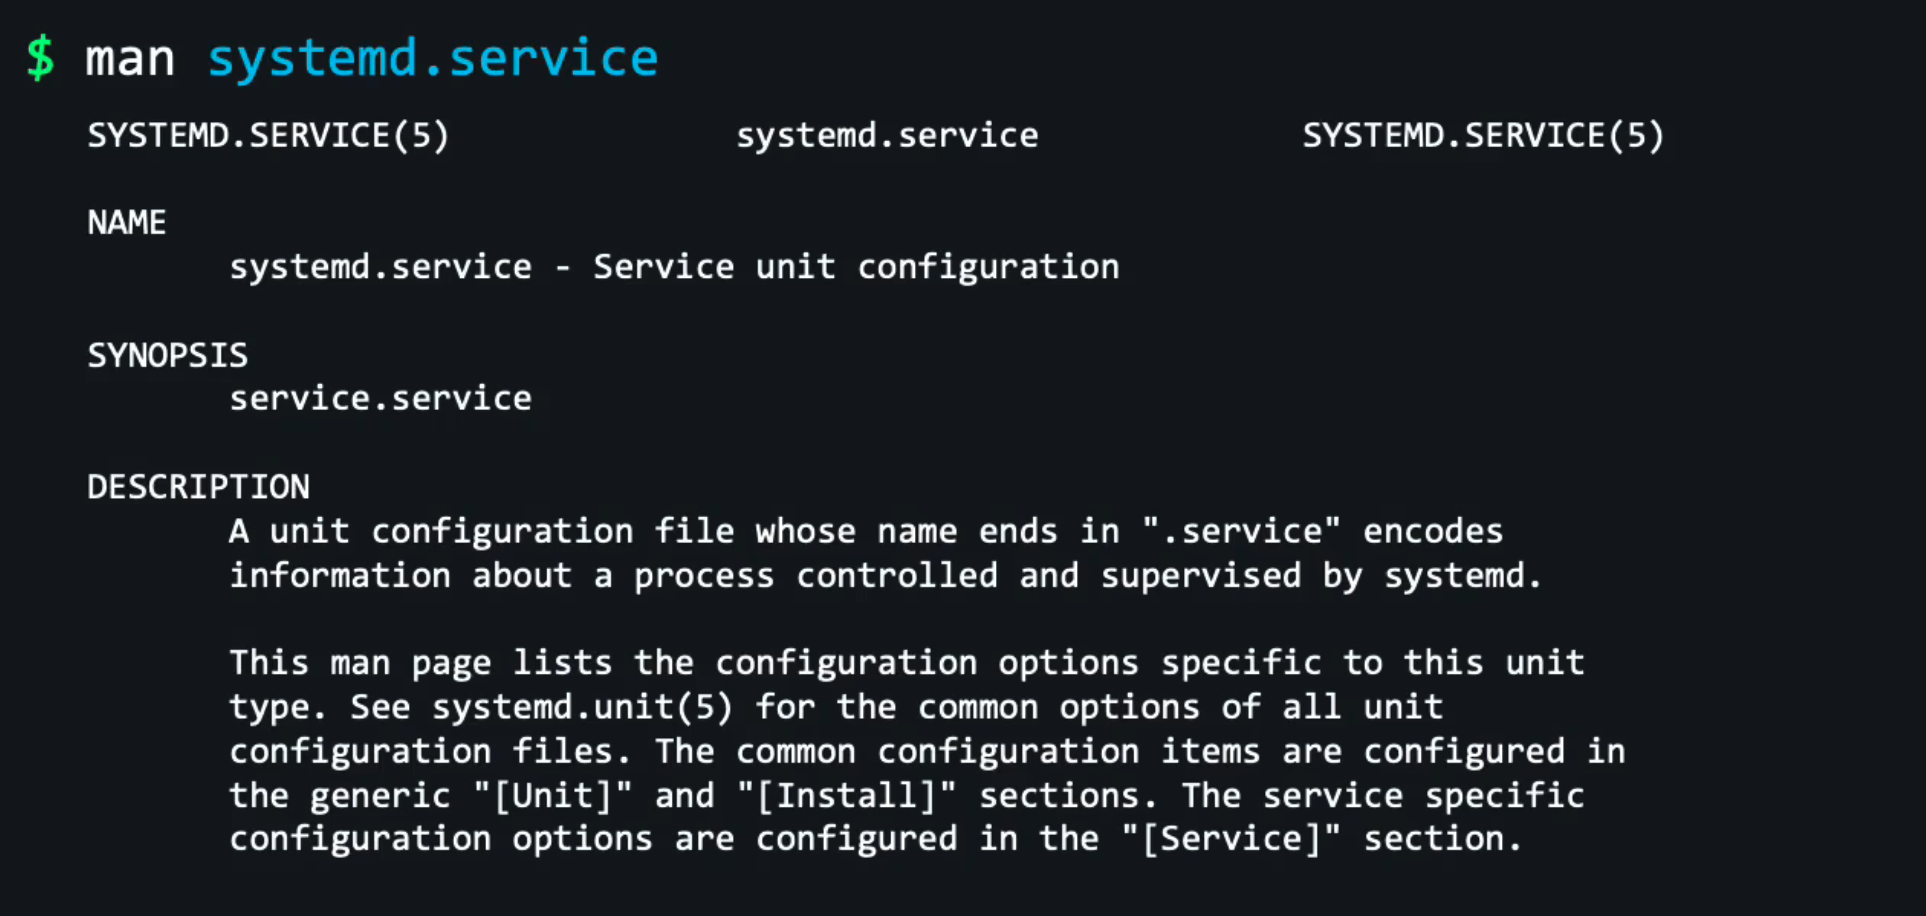 $ man systemd.service
SYSTEMD.SERVICE(5) systemd.service SYSTEMD.SERVICE(5)
NAME
systemd.service - Service unit configuration
SYNOPSIS
service.service
DESCRIPTION
A unit configuration file whose name ends in ".service" encodes
information about a process controlled and supervised by systemd.
This man page lists the configuration options specific to this unit
type. See systemd.unit(5) for the common options of all unit
configuration files. The common configuration items are configured in
the generic "[Unit]" and "[Install]" sections. The service specific
configuration options are configured in the "[Service]" section.